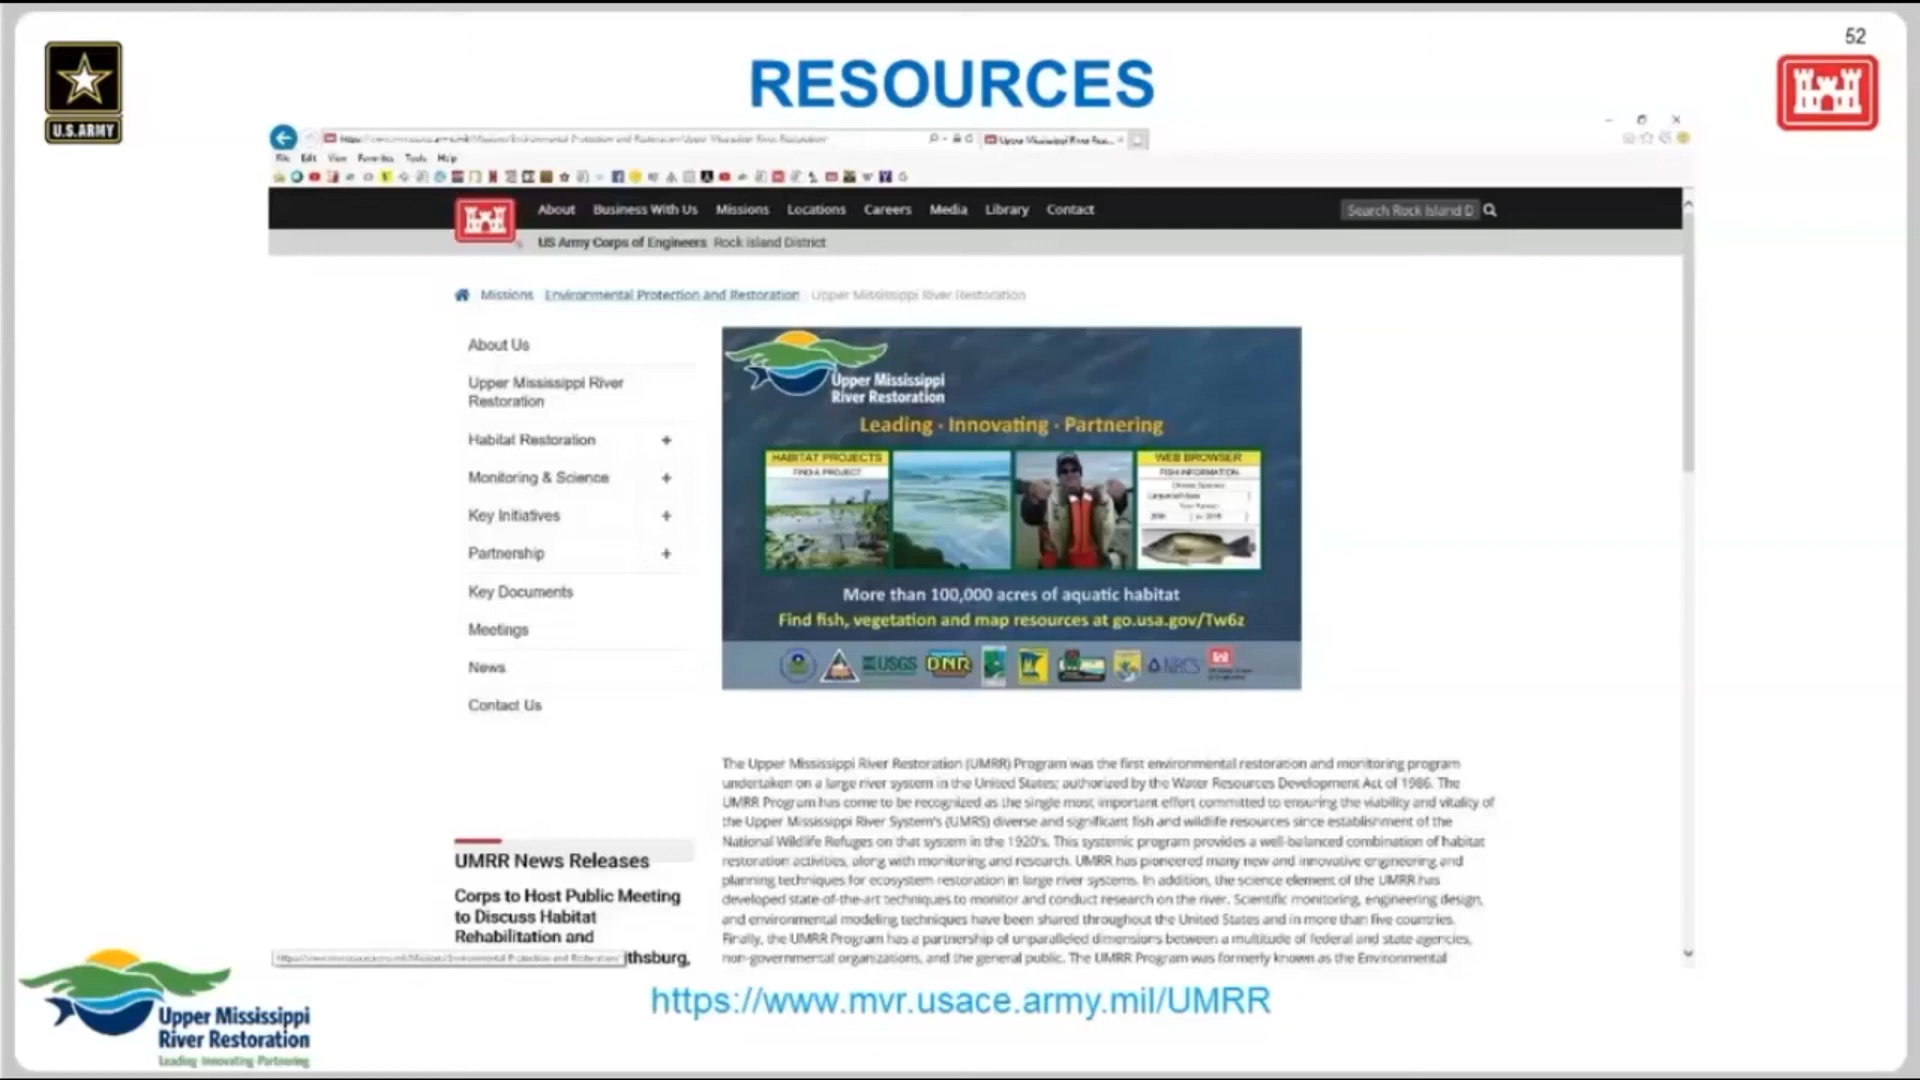 52
U.S.ARMY
RESOURCES
Upper Mississippi River Res...
File Edit View Favorites Tools Help
About Business With Us Missions Locations Careers Media Library Contact
Search Rock Island D
US Army Corps of Engineers Rock Island District
Missions Environmental Protection and Restoration Upper Mississippi River Restoration
About Us
Upper Mississippi River
Restoration
Habitat Restoration +
Monitoring & Science +
Key Initiatives +
Partnership +
Key Documents
Meetings
News
Contact Us
Upper Mississippi
River Restoration
Leading · Innovating · Partnering
HABITAT PROJECTS
FIND A PROJECT
WEB BROWSER
FISH INFORMATION
More than 100,000 acres of aquatic habitat
Find fish, vegetation and map resources at go.usa.gov/Tw6z
USGS DNR NRCS
The Upper Mississippi River Restoration (UMRR) Program was the first environmental restoration and monitoring program
undertaken on a large river system in the United States; authorized by the Water Resources Development Act of 1986. The
UMRR Program has come to be recognized as the single most important effort committed to ensuring the viability and vitality of
the Upper Mississippi River System's (UMRS) diverse and significant fish and wildlife resources since establishment of the
National Wildlife Refuges on that system in the 1920's. This systemic program provides a well-balanced combination of habitat
restoration activities, along with monitoring and research. UMRR has pioneered many new and innovative engineering and
planning techniques for ecosystem restoration in large river systems. In addition, the science element of the UMRR has
developed state-of-the-art techniques to monitor and conduct research on the river. Scientific monitoring, engineering design,
and environmental modeling techniques have been shared throughout the United States and in more than five countries.
Finally, the UMRR Program has a partnership of unparalleled dimensions between a multitude of federal and state agencies,
non-governmental organizations, and the general public. The UMRR Program was formerly known as the Environmental
UMRR News Releases
Corps to Host Public Meeting
to Discuss Habitat
Rehabilitation and
thsburg,
Upper Mississippi
River Restoration
Leading Innovating Partnering
https://www.mvr.usace.army.mil/UMRR